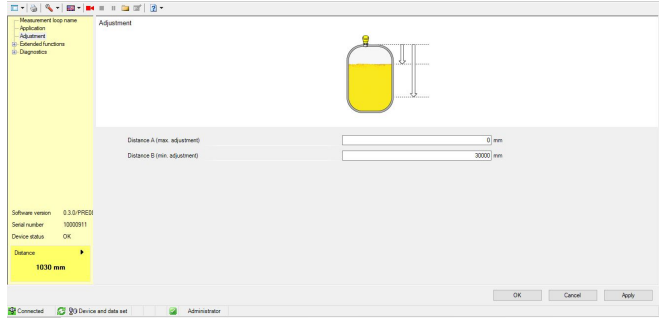 Measurement loop name
Adjustment
Application
Adjustment
Extended functions
Diagnostics
Distance A (max. adjustment)
0 mm
Distance B (min. adjustment)
30000 mm
Software version 0.3.0/PRE01
Serial number 10000911
Device status OK
Distance
1030 mm
OK Cancel Apply
Connected Device and data set Administrator